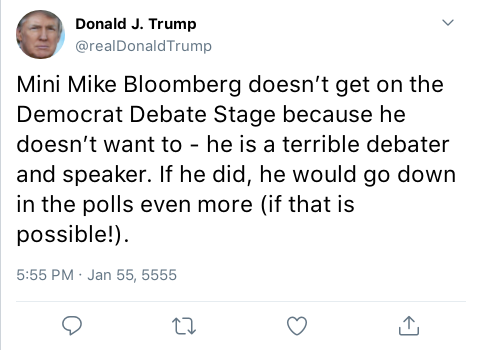 Donald J. Trump
@realDonaldTrump
Mini Mike Bloomberg doesn’t get on the
Democrat Debate Stage because he
doesn’t want to - he is a terrible debater
and speaker. If he did, he would go down
in the polls even more (if that is
possible!).
5:55 PM · Jan 55, 5555